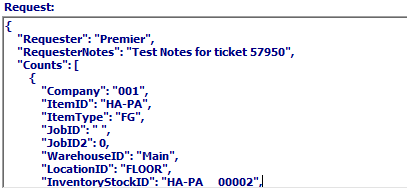 Request:
{
"Requester": "Premier",
"RequesterNotes": "Test Notes for ticket 57950",
"Counts": [
{
"Company": "001",
"ItemID": "HA-PA",
"ItemType": "FG",
"JobID": " ",
"JobID2": 0,
"WarehouseID": "Main",
"LocationID": "FLOOR",
"InventoryStockID": "HA-PA    00002",